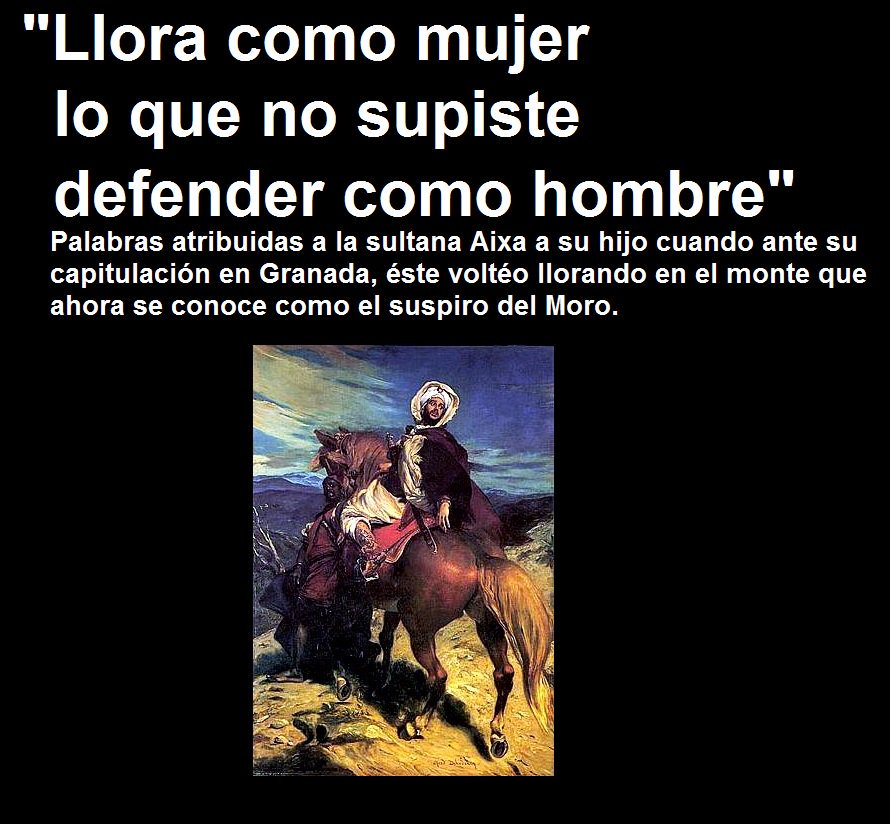 "Llora como mujer
lo que no supiste
defender como hombre"
Palabras atribuidas a la sultana Aixa a su hijo cuando ante su
capitulación en Granada, éste voltéo llorando en el monte que
ahora se conoce como el suspiro del Moro.